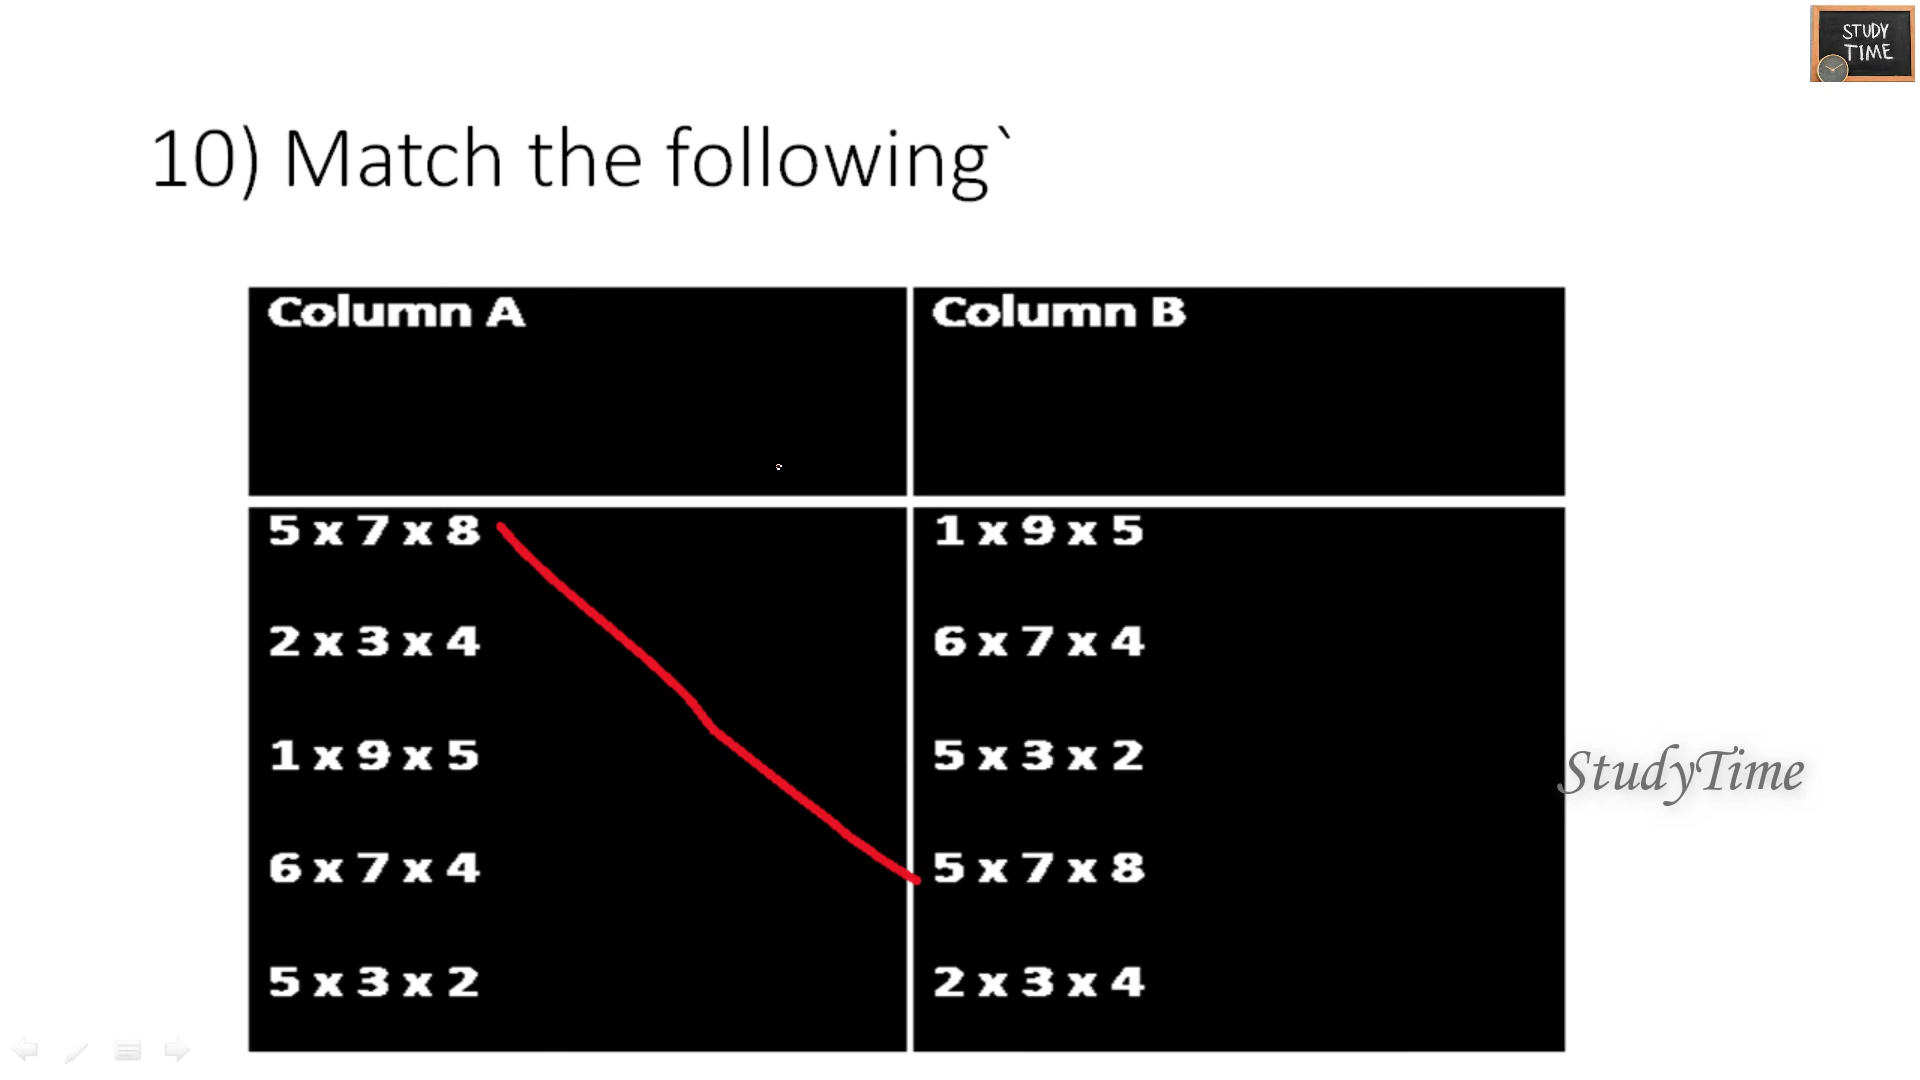 STUDY
TIME
10) Match the following`
Column A
Column B
5 x 7 x 8
1 x 9 x 5
2 x 3 x 4
6 x 7 x 4
1 x 9 x 5
5 x 3 x 2
StudyTime
6 x 7 x 4
5 x 7 x 8
5 x 3 x 2
2 x 3 x 4